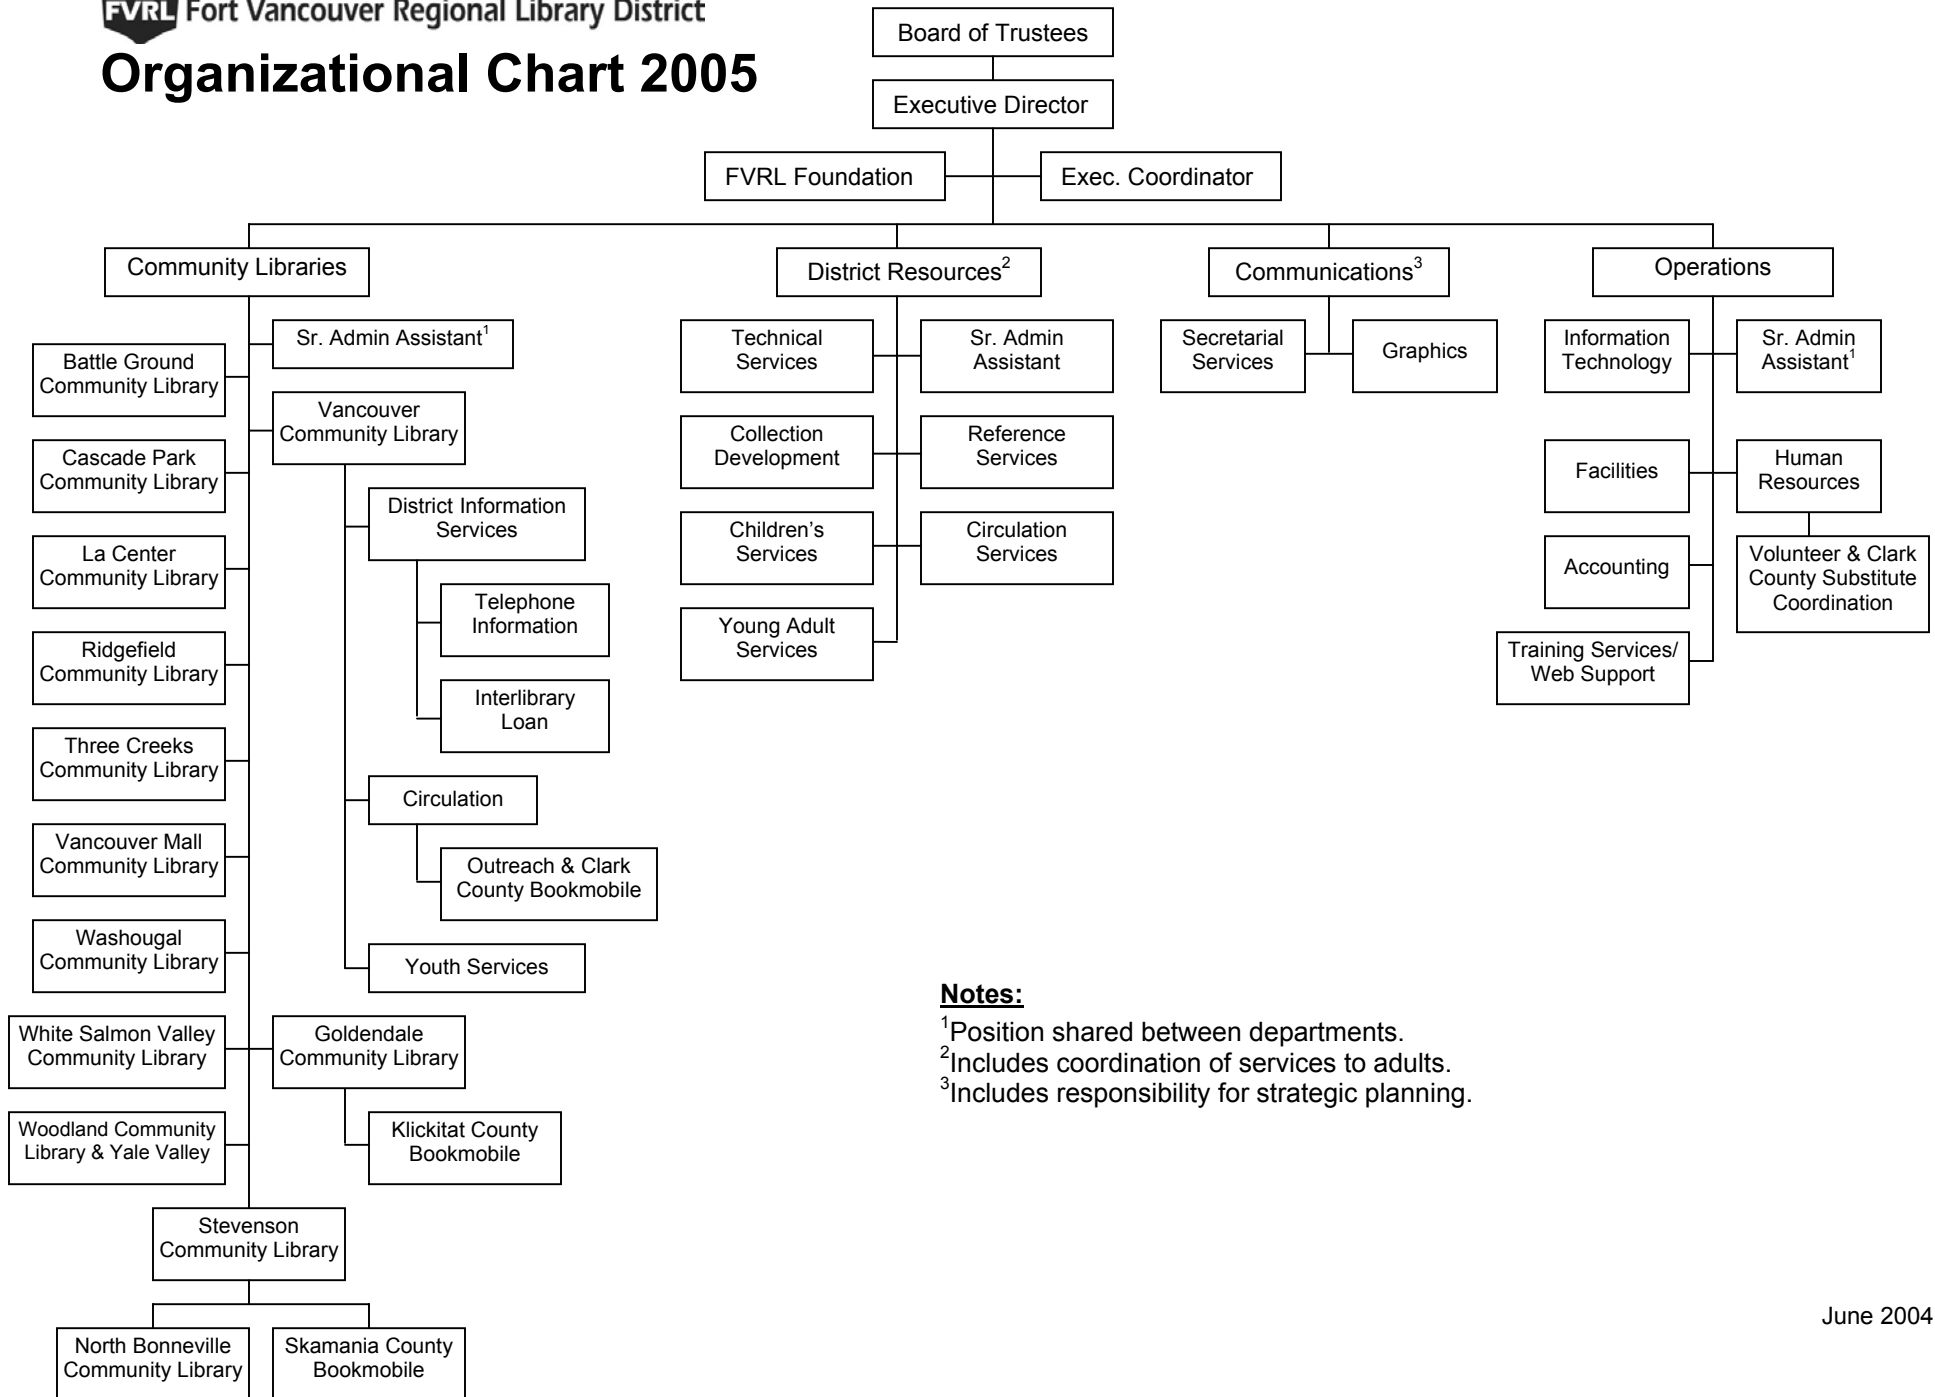 FVRL Fort Vancouver Regional Library District
Organizational Chart 2005
Board of Trustees
Executive Director
FVRL Foundation
Exec. Coordinator
Community Libraries
District Resources²
Communications³
Operations
Sr. Admin Assistant¹
Battle Ground
Community Library
Vancouver
Community Library
Cascade Park
Community Library
District Information
Services
La Center
Community Library
Telephone
Information
Ridgefield
Community Library
Interlibrary
Loan
Three Creeks
Community Library
Circulation
Vancouver Mall
Community Library
Outreach & Clark
County Bookmobile
Washougal
Community Library
Youth Services
White Salmon Valley
Community Library
Goldendale
Community Library
Woodland Community
Library & Yale Valley
Klickitat County
Bookmobile
Stevenson
Community Library
North Bonneville
Community Library
Skamania County
Bookmobile
Technical
Services
Sr. Admin
Assistant
Collection
Development
Reference
Services
Children's
Services
Circulation
Services
Young Adult
Services
Secretarial
Services
Graphics
Information
Technology
Sr. Admin
Assistant¹
Facilities
Human
Resources
Accounting
Volunteer & Clark
County Substitute
Coordination
Training Services/
Web Support
Notes:
¹Position shared between departments.
²Includes coordination of services to adults.
³Includes responsibility for strategic planning.
June 2004